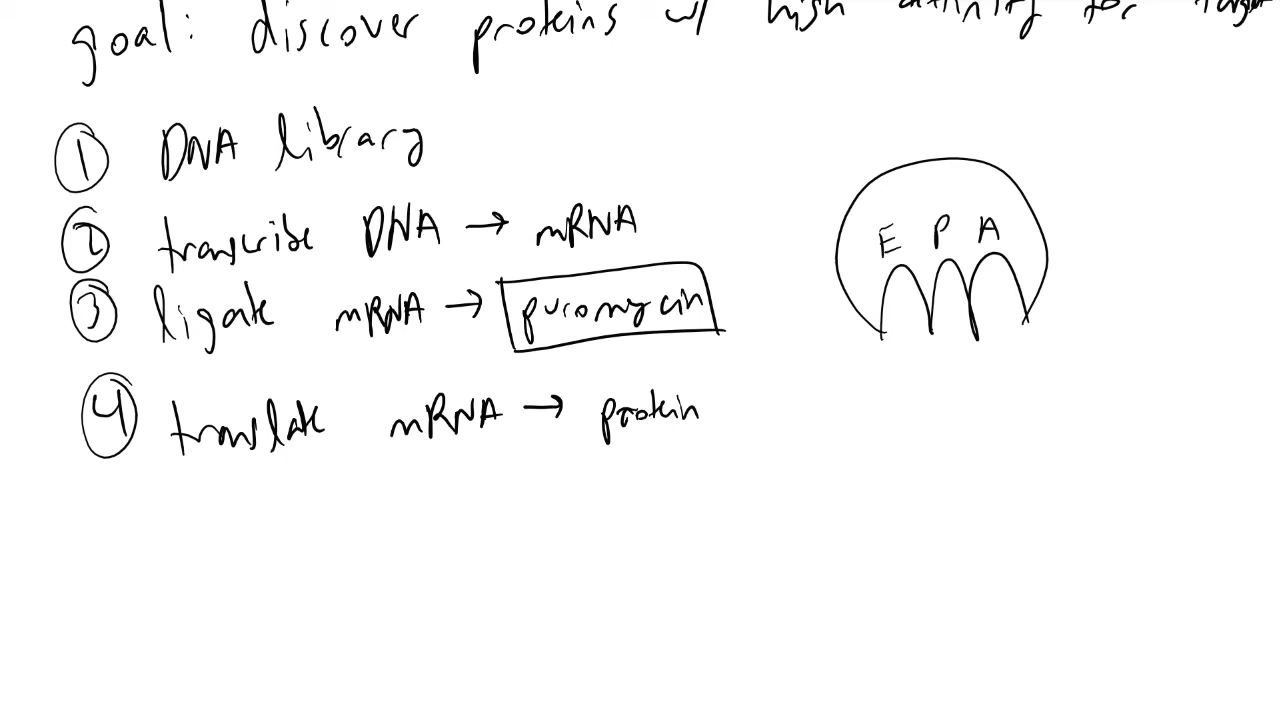 goal: discover proteins w/ high affinity for target
① DNA library
② transcribe DNA → mRNA
③ ligate mRNA → puromycin
④ translate mRNA → protein
E P A